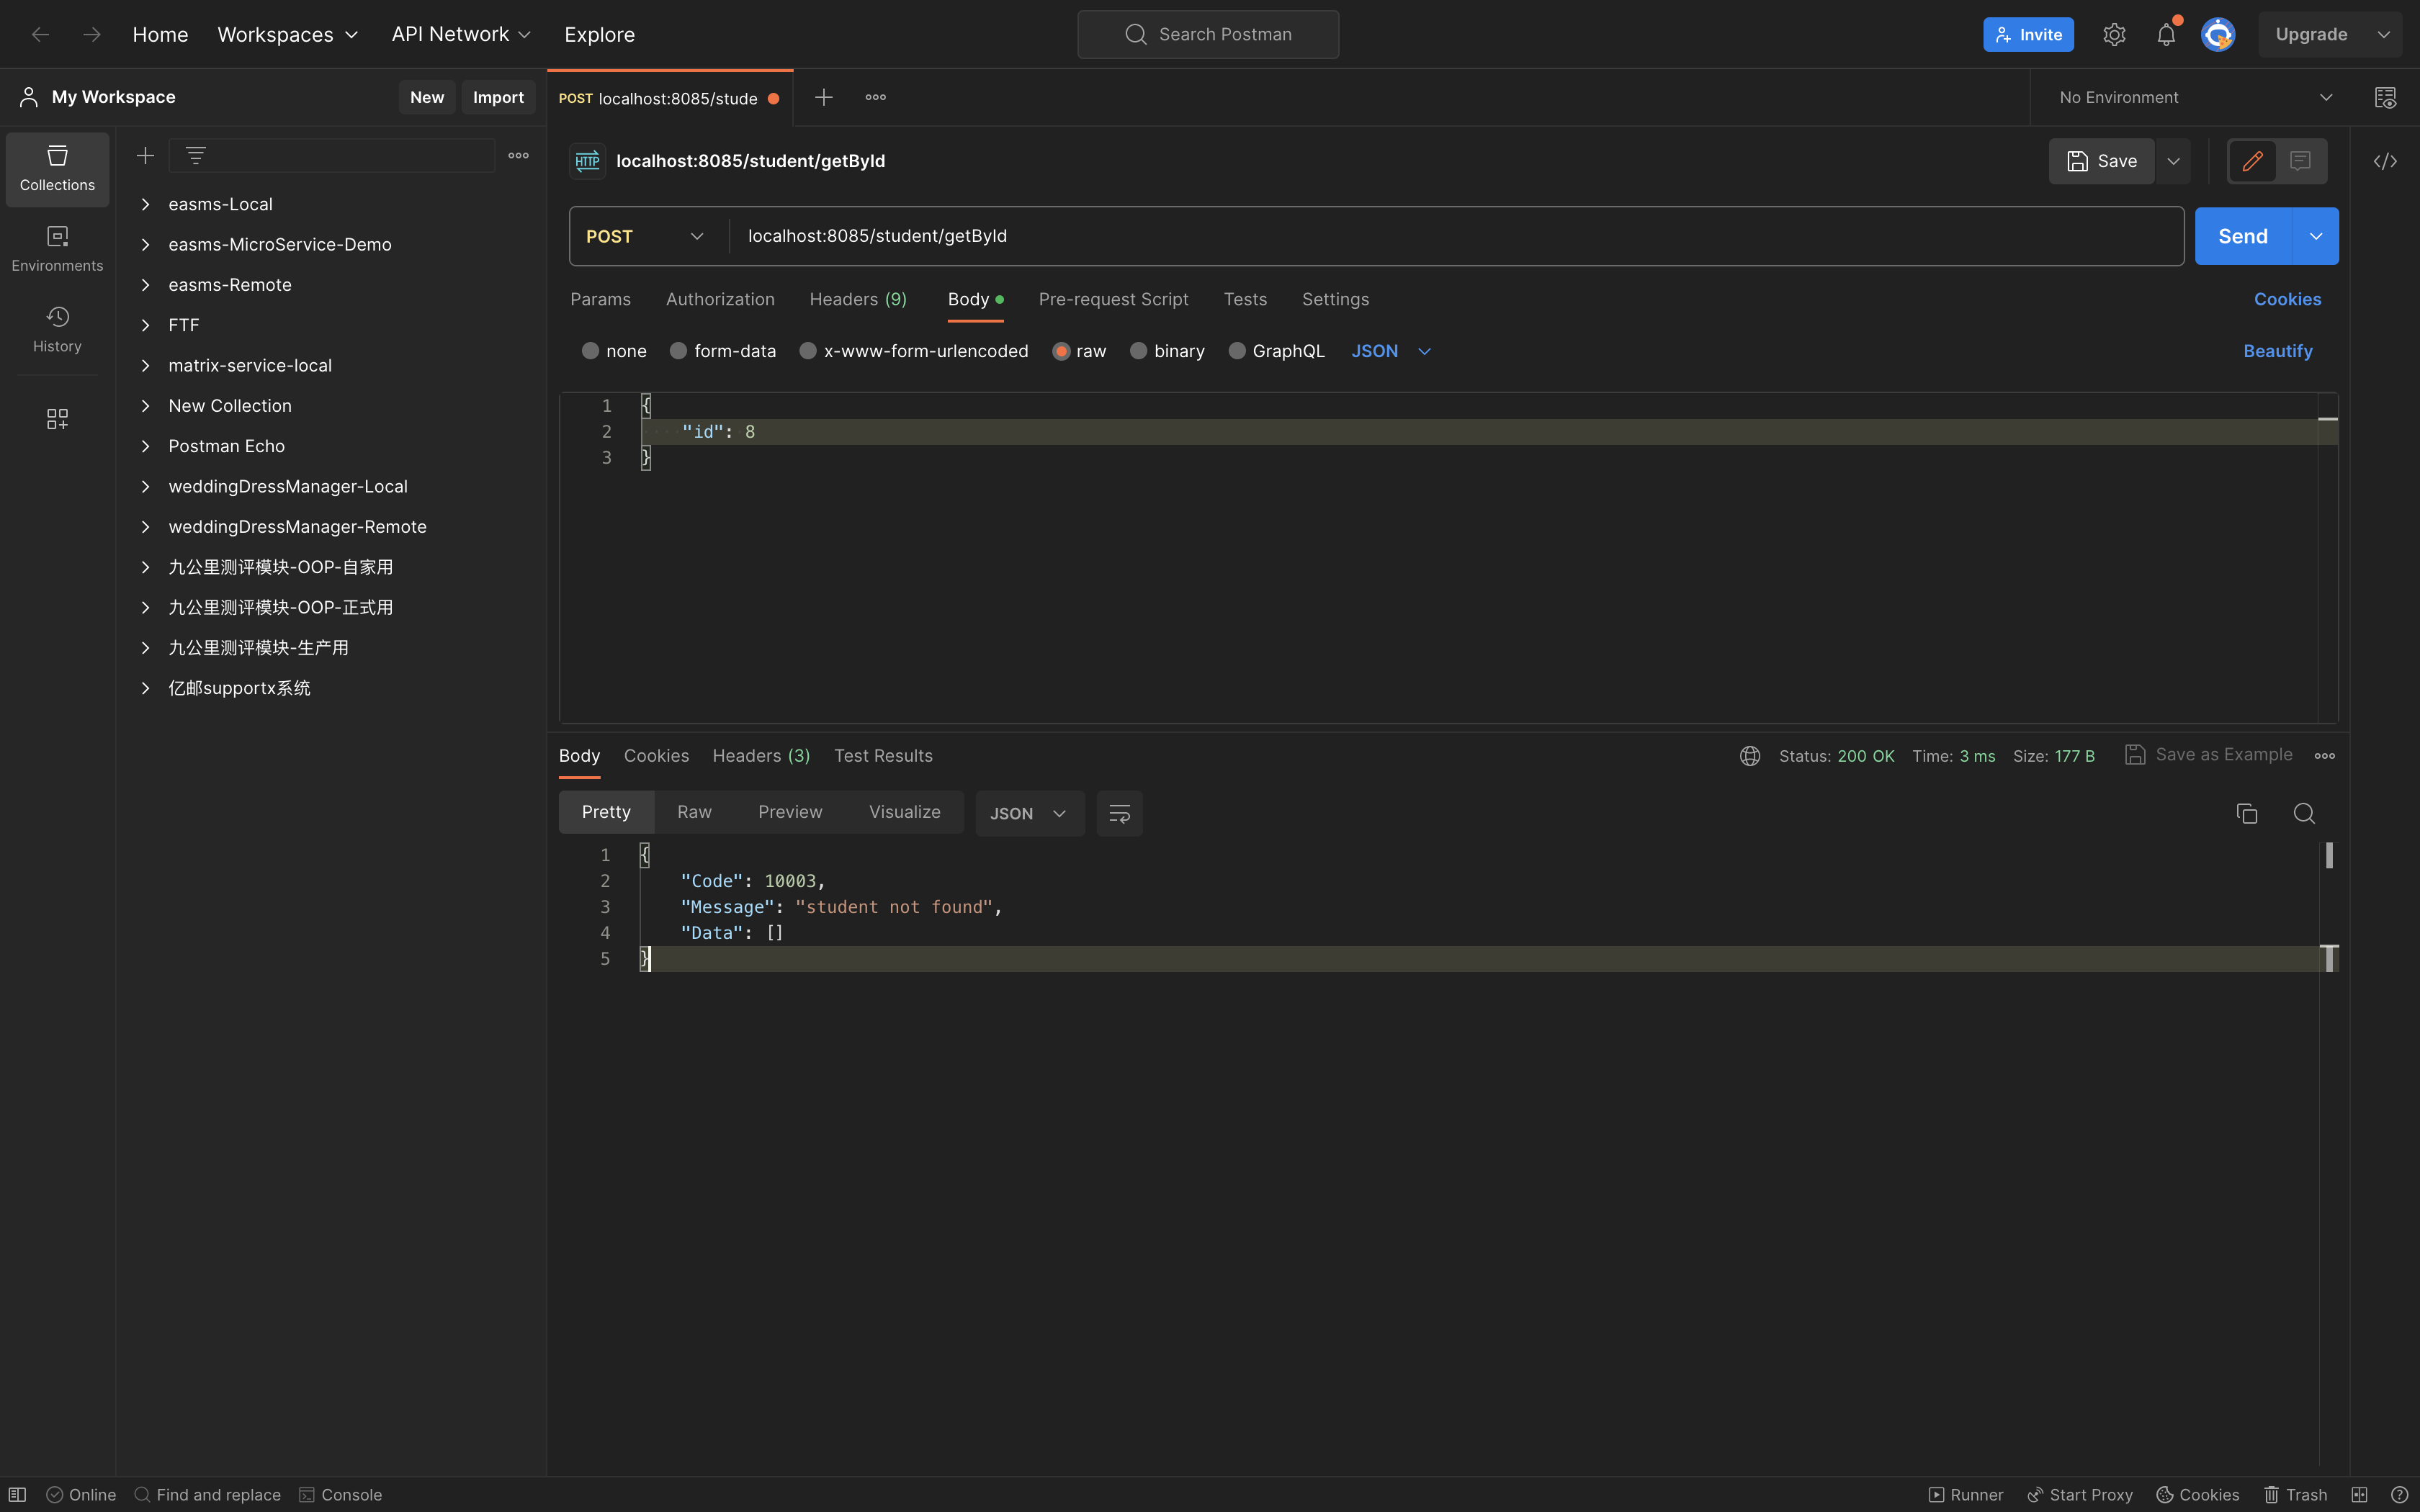 Home Workspaces API Network Explore Search Postman Invite Upgrade
My Workspace New Import POST localhost:8085/stude No Environment
Collections
Environments
History
easms-Local
easms-MicroService-Demo
easms-Remote
FTF
matrix-service-local
New Collection
Postman Echo
weddingDressManager-Local
weddingDressManager-Remote
九公里测评模块-OOP-自家用
九公里测评模块-OOP-正式用
九公里测评模块-生产用
亿邮supportx系统
HTTP localhost:8085/student/getById Save
POST localhost:8085/student/getById Send
Params Authorization Headers (9) Body Pre-request Script Tests Settings Cookies
none form-data x-www-form-urlencoded raw binary GraphQL JSON Beautify
1 {
2 "id": 8
3 }
Body Cookies Headers (3) Test Results Status: 200 OK Time: 3 ms Size: 177 B Save as Example
Pretty Raw Preview Visualize JSON
1 {
2 "Code": 10003,
3 "Message": "student not found",
4 "Data": []
5 }
Online Find and replace Console Runner Start Proxy Cookies Trash